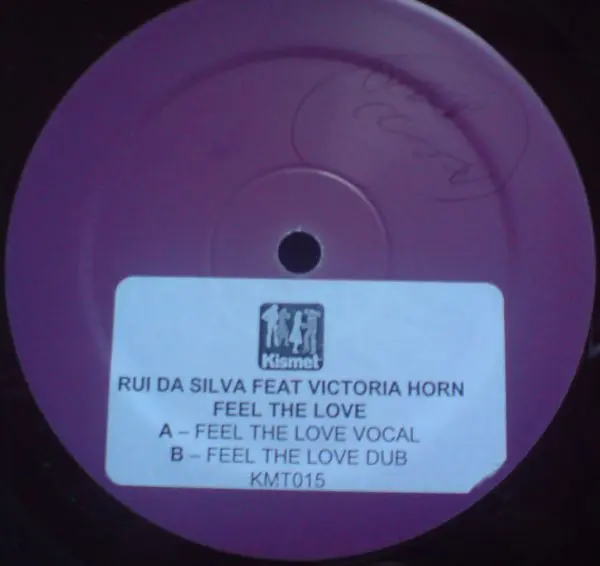 Kismet
RUI DA SILVA FEAT VICTORIA HORN
FEEL THE LOVE
A – FEEL THE LOVE VOCAL
B – FEEL THE LOVE DUB
KMT015